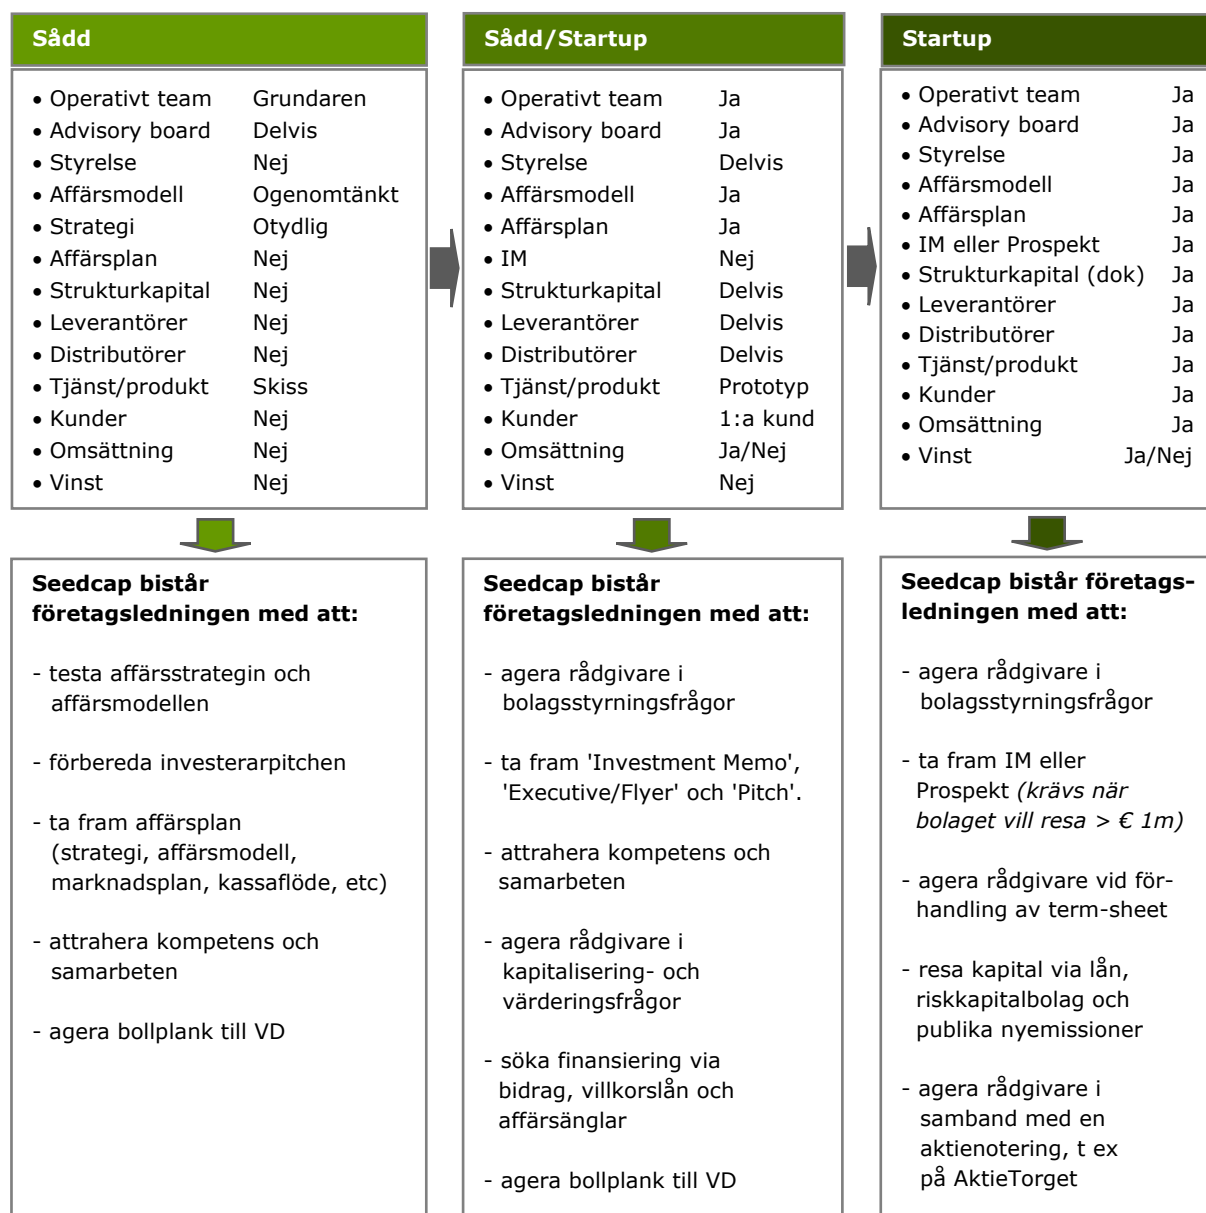 Sådd
• Operativt team Grundaren
• Advisory board Delvis
• Styrelse Nej
• Affärsmodell Ogenomtänkt
• Strategi Otydlig
• Affärsplan Nej
• Strukturkapital Nej
• Leverantörer Nej
• Distributörer Nej
• Tjänst/produkt Skiss
• Kunder Nej
• Omsättning Nej
• Vinst Nej
Seedcap bistår
företagsledningen med att:
- testa affärsstrategin och
affärsmodellen
- förbereda investerarpitchen
- ta fram affärsplan
(strategi, affärsmodell,
marknadsplan, kassaflöde, etc)
- attrahera kompetens och
samarbeten
- agera bollplank till VD
Sådd/Startup
• Operativt team Ja
• Advisory board Ja
• Styrelse Delvis
• Affärsmodell Ja
• Affärsplan Ja
• IM Nej
• Strukturkapital Delvis
• Leverantörer Delvis
• Distributörer Delvis
• Tjänst/produkt Prototyp
• Kunder 1:a kund
• Omsättning Ja/Nej
• Vinst Nej
Seedcap bistår
företagsledningen med att:
- agera rådgivare i
bolagsstyrningsfrågor
- ta fram 'Investment Memo',
'Executive/Flyer' och 'Pitch'.
- attrahera kompetens och
samarbeten
- agera rådgivare i
kapitalisering- och
värderingsfrågor
- söka finansiering via
bidrag, villkorslån och
affärsänglar
- agera bollplank till VD
Startup
• Operativt team Ja
• Advisory board Ja
• Styrelse Ja
• Affärsmodell Ja
• Affärsplan Ja
• IM eller Prospekt Ja
• Strukturkapital (dok) Ja
• Leverantörer Ja
• Distributörer Ja
• Tjänst/produkt Ja
• Kunder Ja
• Omsättning Ja
• Vinst Ja/Nej
Seedcap bistår företags-
ledningen med att:
- agera rådgivare i
bolagsstyrningsfrågor
- ta fram IM eller
Prospekt (krävs när
bolaget vill resa > € 1m)
- agera rådgivare vid för-
handling av term-sheet
- resa kapital via lån,
riskkapitalbolag och
publika nyemissioner
- agera rådgivare i
samband med en
aktienotering, t ex
på AktieTorget